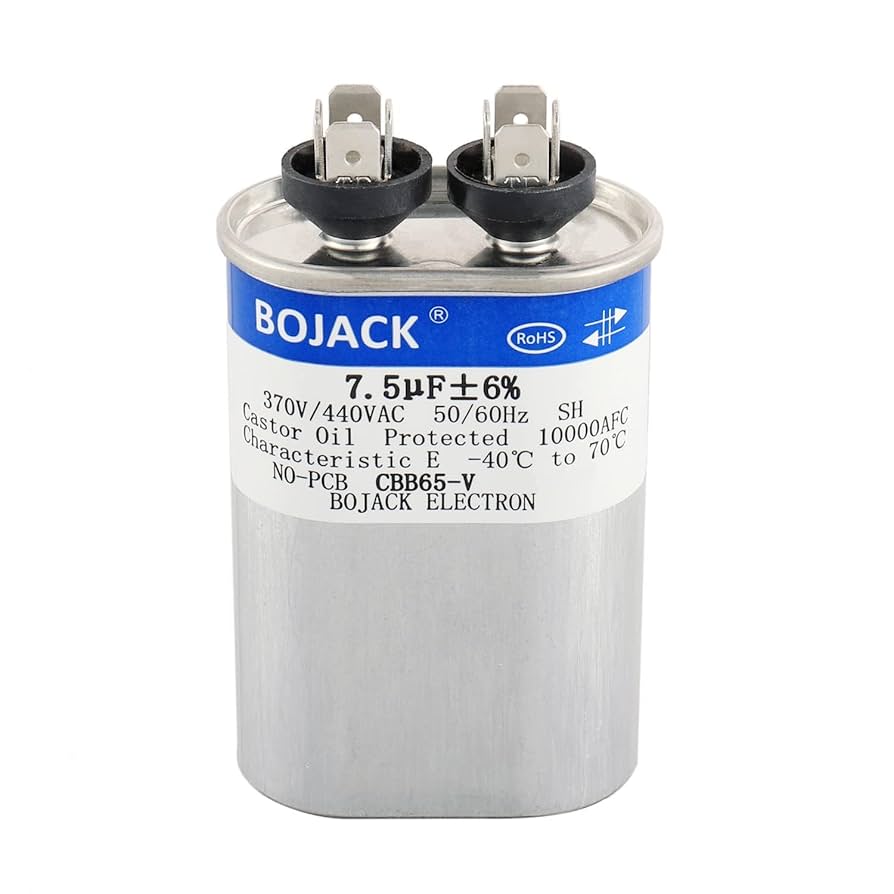 BOJACK®
RoHS
7.5μF±6%
370V/440VAC 50/60Hz SH
Castor Oil Protected 10000AFC
Characteristic E -40℃ to 70℃
NO-PCB CBB65-V
BOJACK ELECTRON